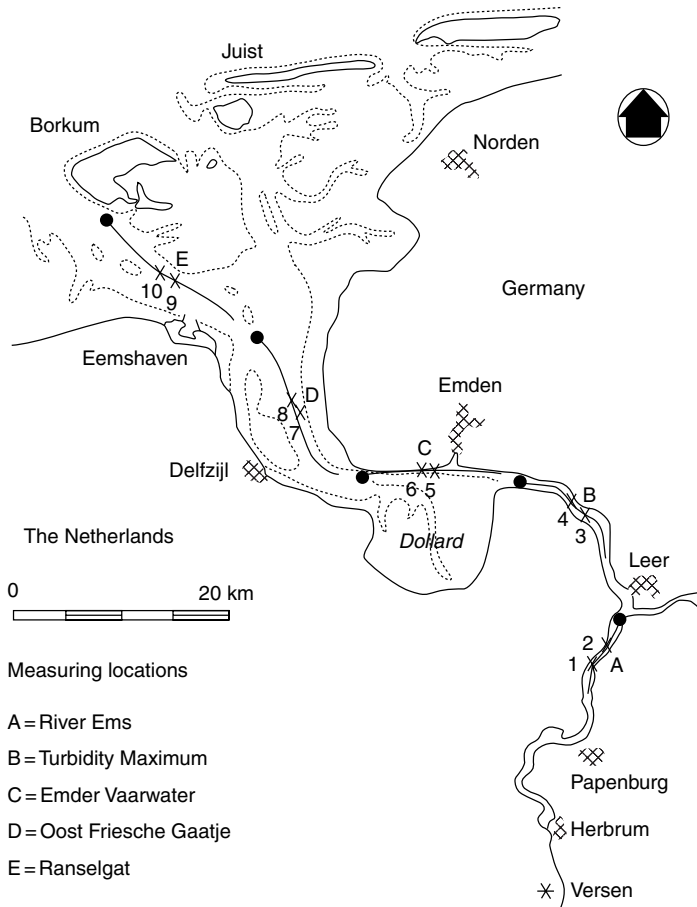 Juist
Borkum
Norden
E
10
9
Germany
Eemshaven
D
8
7
Emden
C
6 5
Delfzijl
B
4
3
The Netherlands
Dollard
Leer
0 20 km
2
1 A
Measuring locations
A = River Ems
B = Turbidity Maximum
C = Emder Vaarwater
D = Oost Friesche Gaatje
E = Ranselgat
Papenburg
Herbrum
Versen